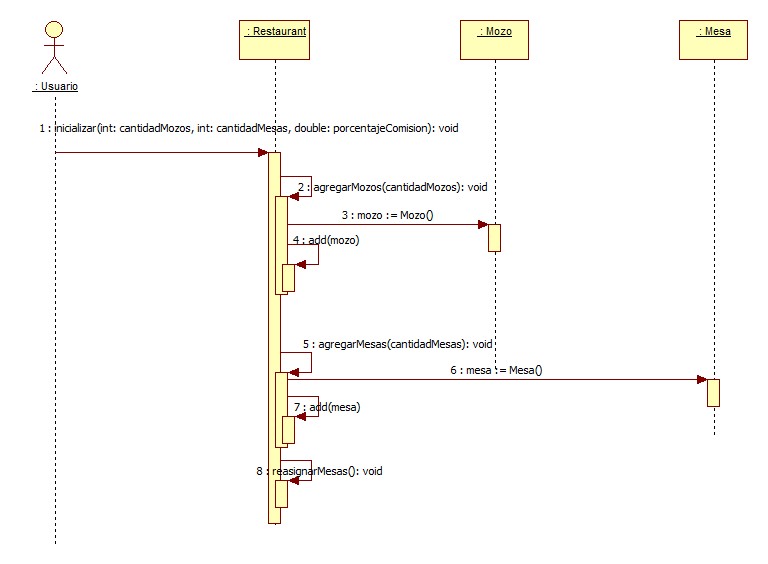 : Restaurant
: Mozo
: Mesa
: Usuario
1 : inicializar(int: cantidadMozos, int: cantidadMesas, double: porcentajeComision): void
2 : agregarMozos(cantidadMozos): void
3 : mozo := Mozo()
4 : add(mozo)
5 : agregarMesas(cantidadMesas): void
6 : mesa := Mesa()
7 : add(mesa)
8 : reasignarMesas(): void